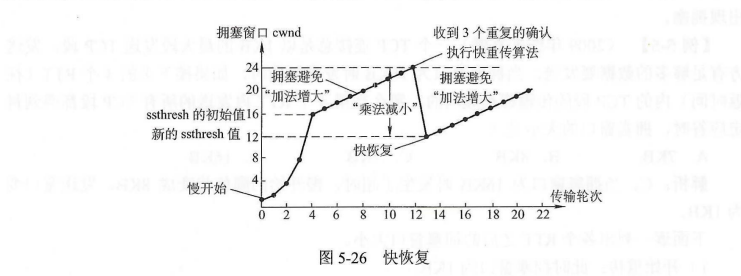 拥塞窗口 cwnd
收到 3 个重复的确认
执行快重传算法
24
拥塞避免
“加法增大”
“乘法减小”
拥塞避免
“加法增大”
20
ssthresh 的初始值16
新的 ssthresh 值
12
快恢复
8
4
慢开始
0 2 4 6 8 10 12 14 16 18 20 22
传输轮次
图 5-26 快恢复